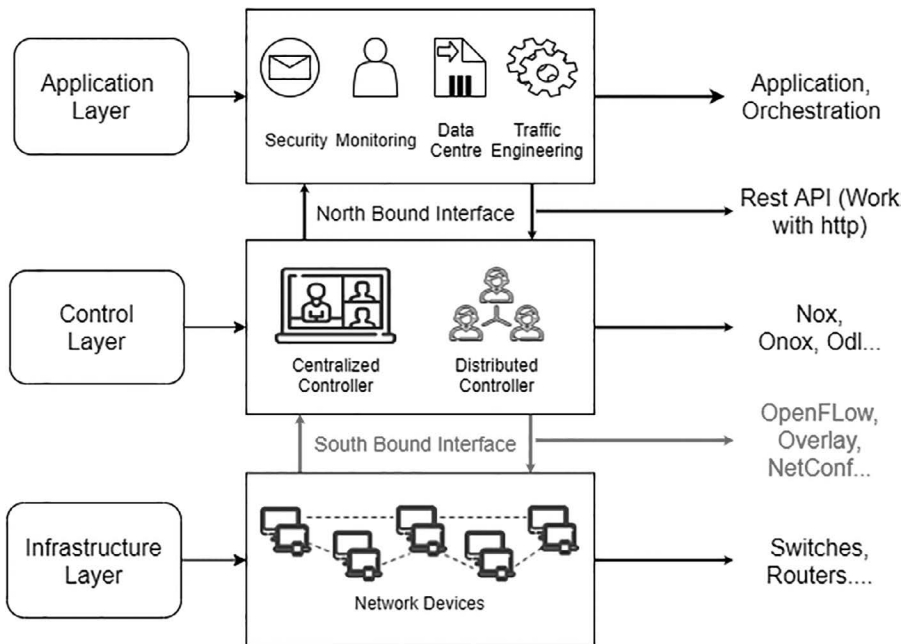 Application
Layer
Security
Monitoring
Data
Centre
Traffic
Engineering
Application,
Orchestration
North Bound Interface
Rest API (Work
with http)
Control
Layer
Centralized
Controller
Distributed
Controller
Nox,
Onox, Odl...
South Bound Interface
OpenFLow,
Overlay,
NetConf...
Infrastructure
Layer
Network Devices
Switches,
Routers....